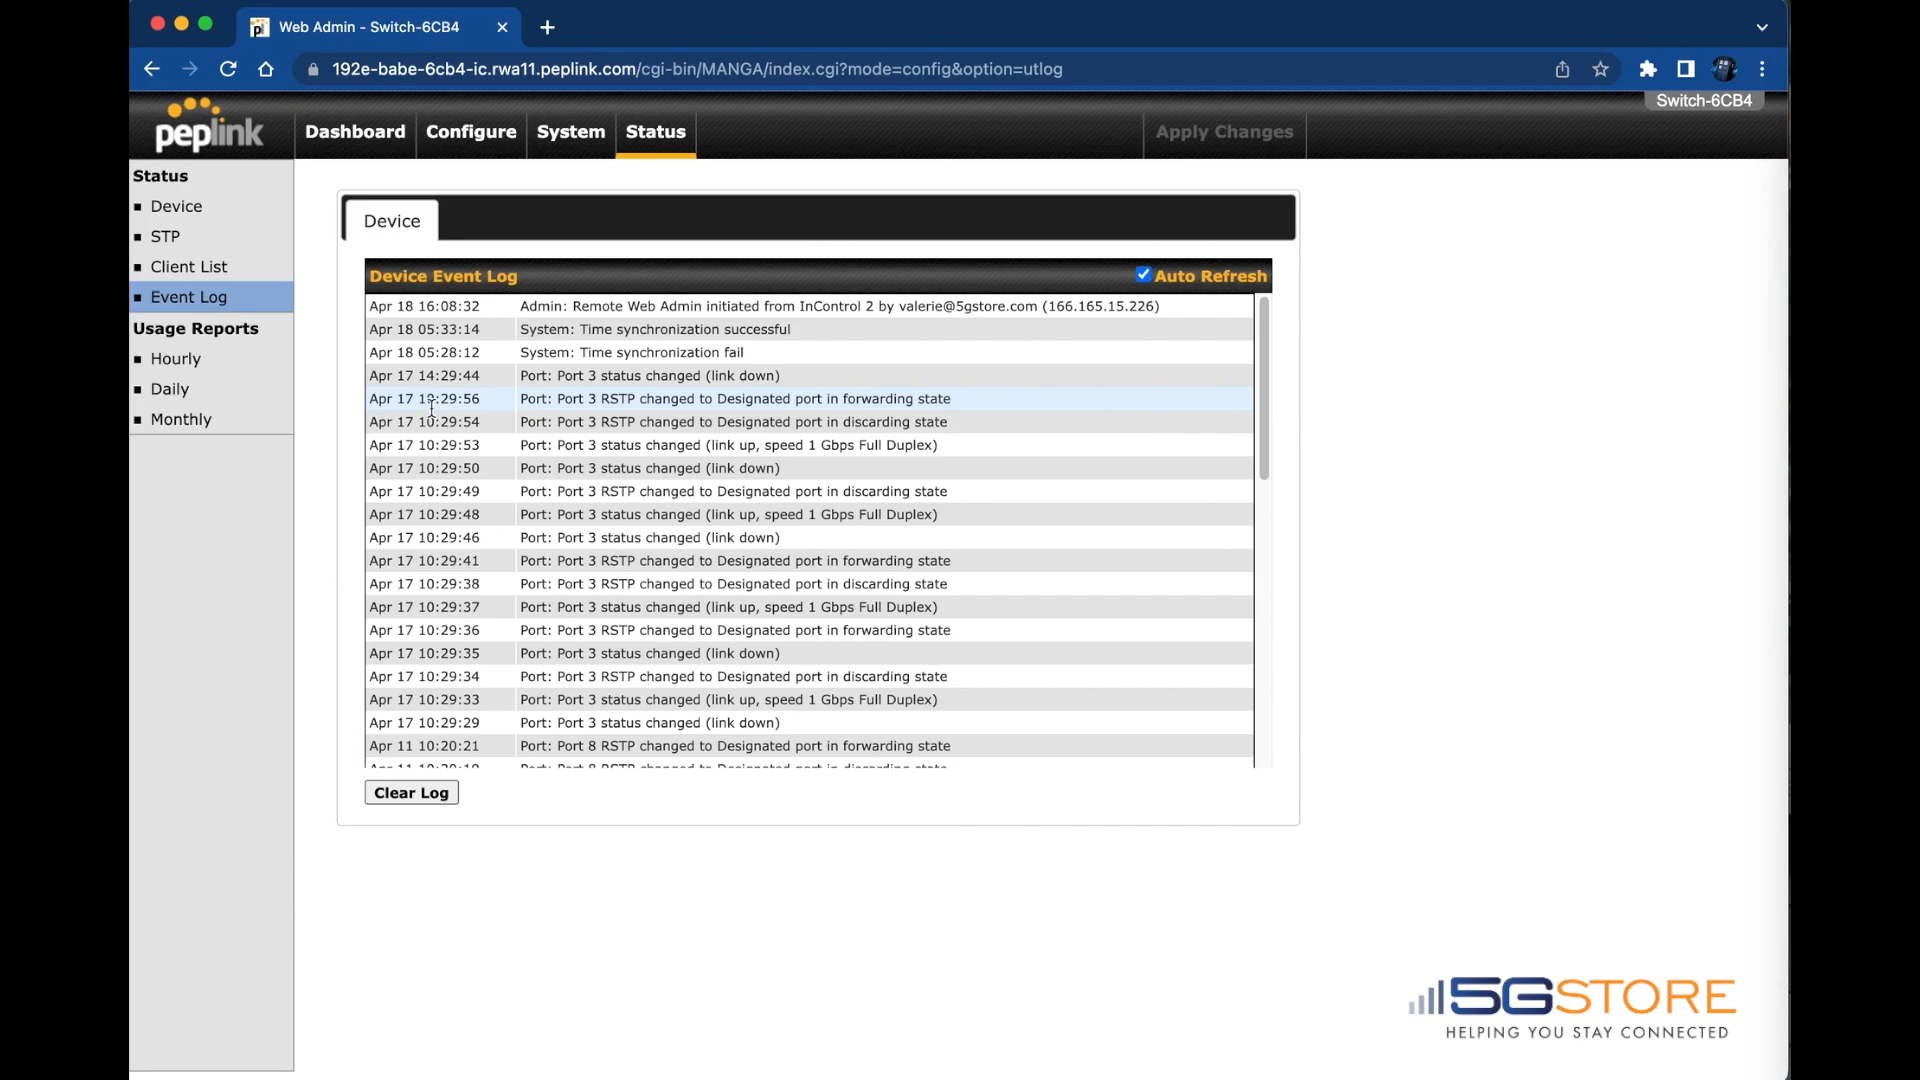 Web Admin - Switch-6CB4
192e-babe-6cb4-ic.rwa11.peplink.com/cgi-bin/MANGA/index.cgi?mode=config&option=utlog
Switch-6CB4
peplink
Dashboard
Configure
System
Status
Apply Changes
Status
Device
STP
Client List
Event Log
Usage Reports
Hourly
Daily
Monthly
Device
Device Event Log
Auto Refresh
Apr 18 16:08:32 Admin: Remote Web Admin initiated from InControl 2 by valerie@5gstore.com (166.165.15.226)
Apr 18 05:33:14 System: Time synchronization successful
Apr 18 05:28:12 System: Time synchronization fail
Apr 17 14:29:44 Port: Port 3 status changed (link down)
Apr 17 10:29:56 Port: Port 3 RSTP changed to Designated port in forwarding state
Apr 17 10:29:54 Port: Port 3 RSTP changed to Designated port in discarding state
Apr 17 10:29:53 Port: Port 3 status changed (link up, speed 1 Gbps Full Duplex)
Apr 17 10:29:50 Port: Port 3 status changed (link down)
Apr 17 10:29:49 Port: Port 3 RSTP changed to Designated port in discarding state
Apr 17 10:29:48 Port: Port 3 status changed (link up, speed 1 Gbps Full Duplex)
Apr 17 10:29:46 Port: Port 3 status changed (link down)
Apr 17 10:29:41 Port: Port 3 RSTP changed to Designated port in forwarding state
Apr 17 10:29:38 Port: Port 3 RSTP changed to Designated port in discarding state
Apr 17 10:29:37 Port: Port 3 status changed (link up, speed 1 Gbps Full Duplex)
Apr 17 10:29:36 Port: Port 3 RSTP changed to Designated port in forwarding state
Apr 17 10:29:35 Port: Port 3 status changed (link down)
Apr 17 10:29:34 Port: Port 3 RSTP changed to Designated port in discarding state
Apr 17 10:29:33 Port: Port 3 status changed (link up, speed 1 Gbps Full Duplex)
Apr 17 10:29:29 Port: Port 3 status changed (link down)
Apr 11 10:20:21 Port: Port 8 RSTP changed to Designated port in forwarding state
Clear Log
5GSTORE
HELPING YOU STAY CONNECTED